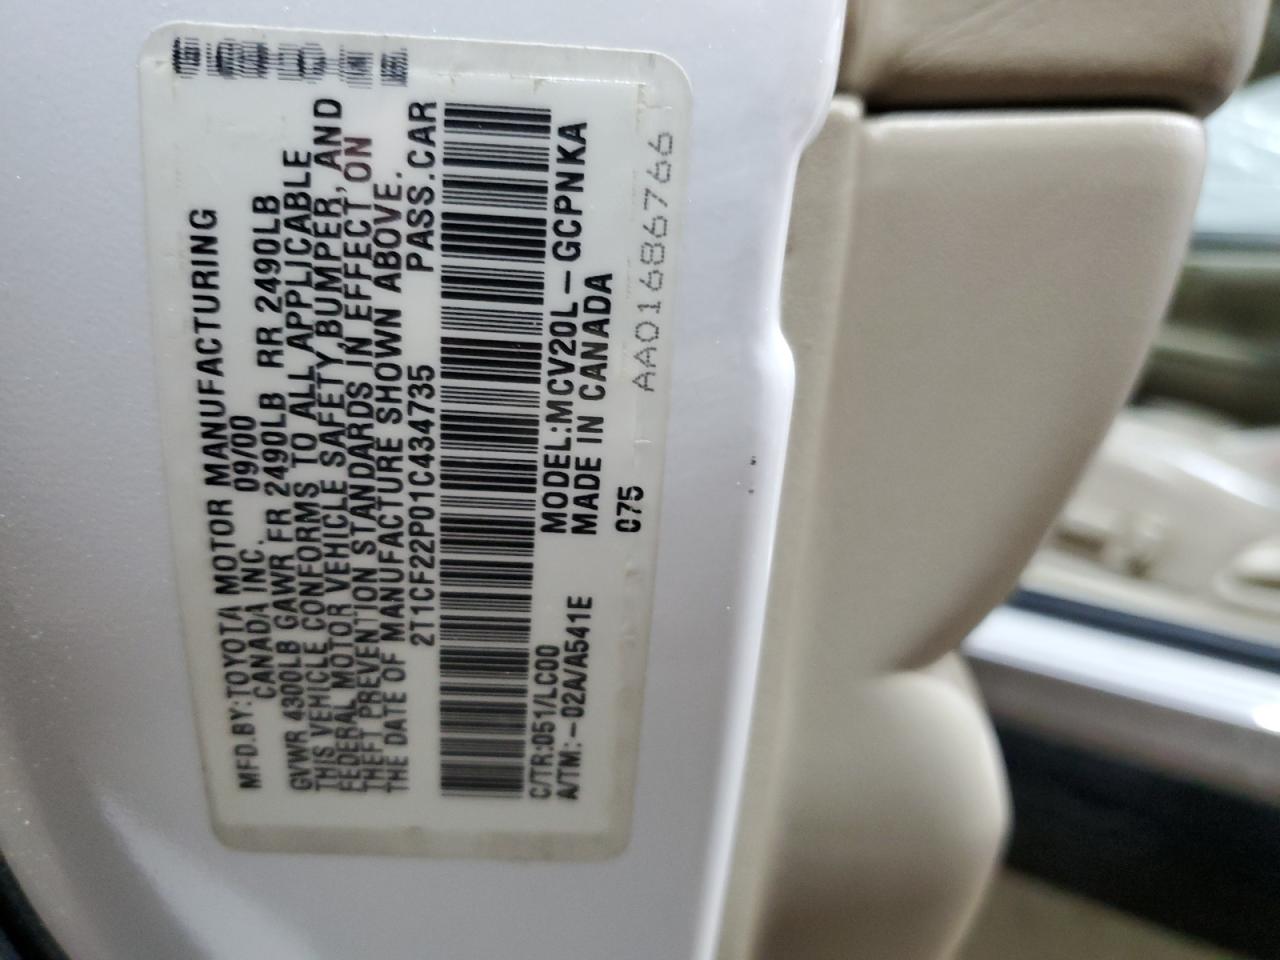 MFD.BY:TOYOTA MOTOR MANUFACTURING
CANADA INC. 09/00
GVWR 4300LB GAWR FR 2490LB RR 2490LB
THIS VEHICLE CONFORMS TO ALL APPLICABLE
FEDERAL MOTOR VEHICLE SAFETY,BUMPER, AND
THEFT PREVENTION STANDARDS IN EFFECT ON
THE DATE OF MANUFACTURE SHOWN ABOVE.
2T1CF22P01C434735 PASS.CAR
C/TR:051/LC00 MODEL:MCV20L-GCPNKA
A/TM:-02A/A541E MADE IN CANADA
C75
AA01686766